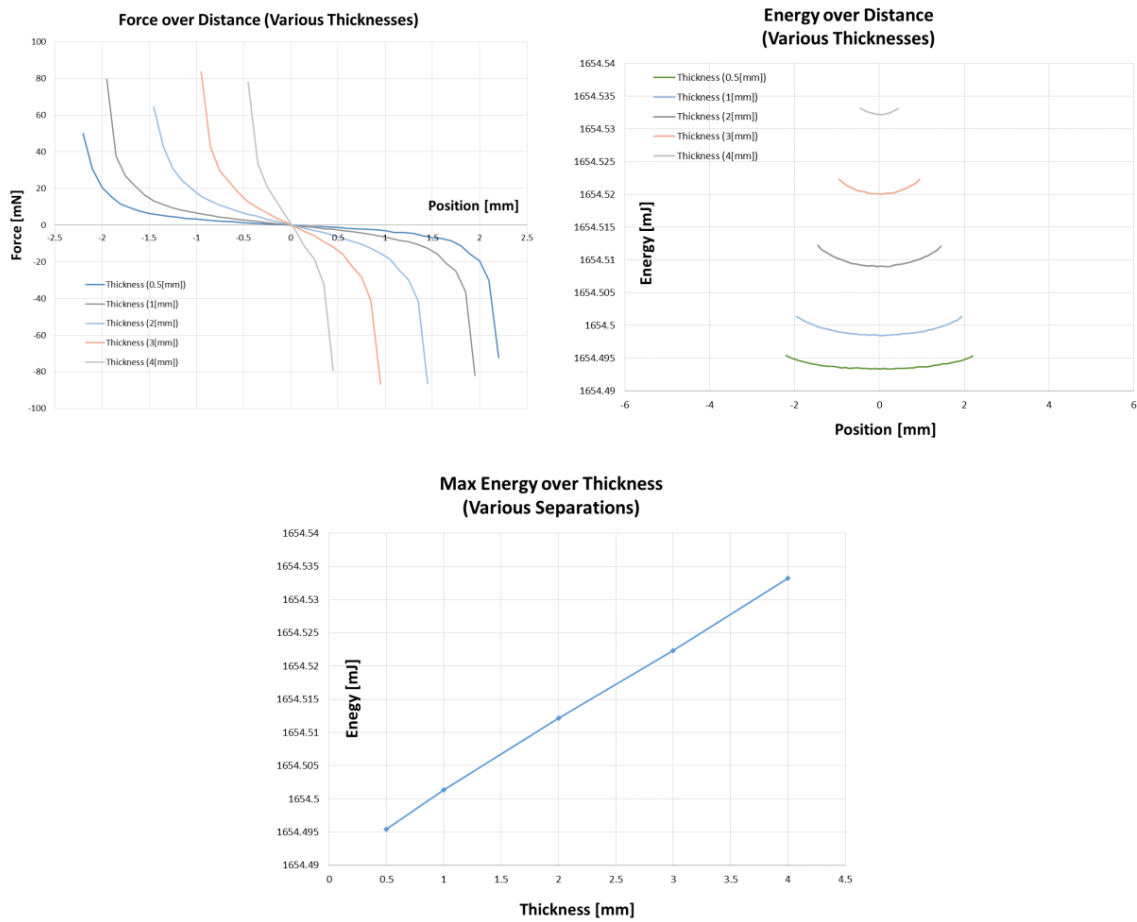 Force over Distance (Various Thicknesses)
100
80
60
40
20
0
-20
-40
-60
-80
-100
Force [mN]
-2.5
-2
-1.5
-1
-0.5
0
0.5
1
1.5
2
2.5
Position [mm]
Thickness (0.5[mm])
Thickness (1[mm])
Thickness (2[mm])
Thickness (3[mm])
Thickness (4[mm])
Energy over Distance
(Various Thicknesses)
1654.54
1654.535
1654.53
1654.525
1654.52
1654.515
1654.51
1654.505
1654.5
1654.495
1654.49
Energy [mJ]
Thickness (0.5[mm])
Thickness (1[mm])
Thickness (2[mm])
Thickness (3[mm])
Thickness (4[mm])
-6
-4
-2
0
2
4
6
Position [mm]
Max Energy over Thickness
(Various Separations)
1654.54
1654.535
1654.53
1654.525
1654.52
1654.515
1654.51
1654.505
1654.5
1654.495
1654.49
Enegy [mJ]
0
0.5
1
1.5
2
2.5
3
3.5
4
4.5
Thickness [mm]